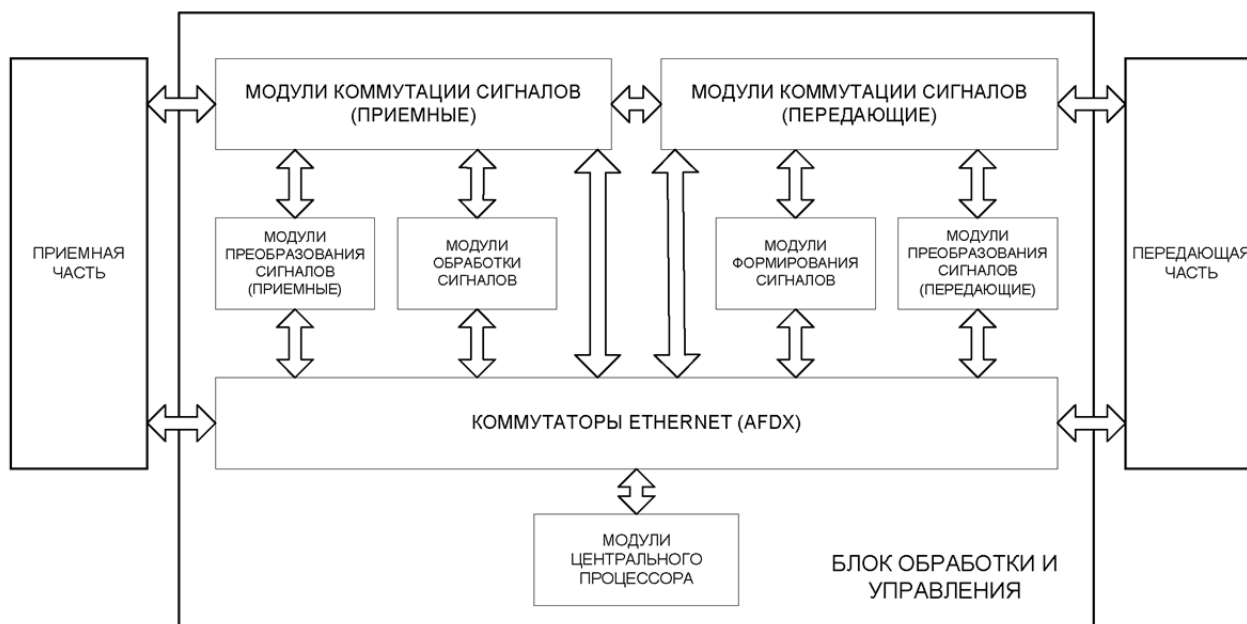 МОДУЛИ КОММУТАЦИИ СИГНАЛОВ
(ПРИЕМНЫЕ)
МОДУЛИ КОММУТАЦИИ СИГНАЛОВ
(ПЕРЕДАЮЩИЕ)
ПРИЕМНАЯ
ЧАСТЬ
МОДУЛИ
ПРЕОБРАЗОВАНИЯ
СИГНАЛОВ
(ПРИЕМНЫЕ)
МОДУЛИ
ОБРАБОТКИ
СИГНАЛОВ
МОДУЛИ
ФОРМИРОВАНИЯ
СИГНАЛОВ
МОДУЛИ
ПРЕОБРАЗОВАНИЯ
СИГНАЛОВ
(ПЕРЕДАЮЩИЕ)
ПЕРЕДАЮЩАЯ
ЧАСТЬ
КОММУТАТОРЫ ETHERNET (AFDX)
МОДУЛИ
ЦЕНТРАЛЬНОГО
ПРОЦЕССОРА
БЛОК ОБРАБОТКИ И
УПРАВЛЕНИЯ